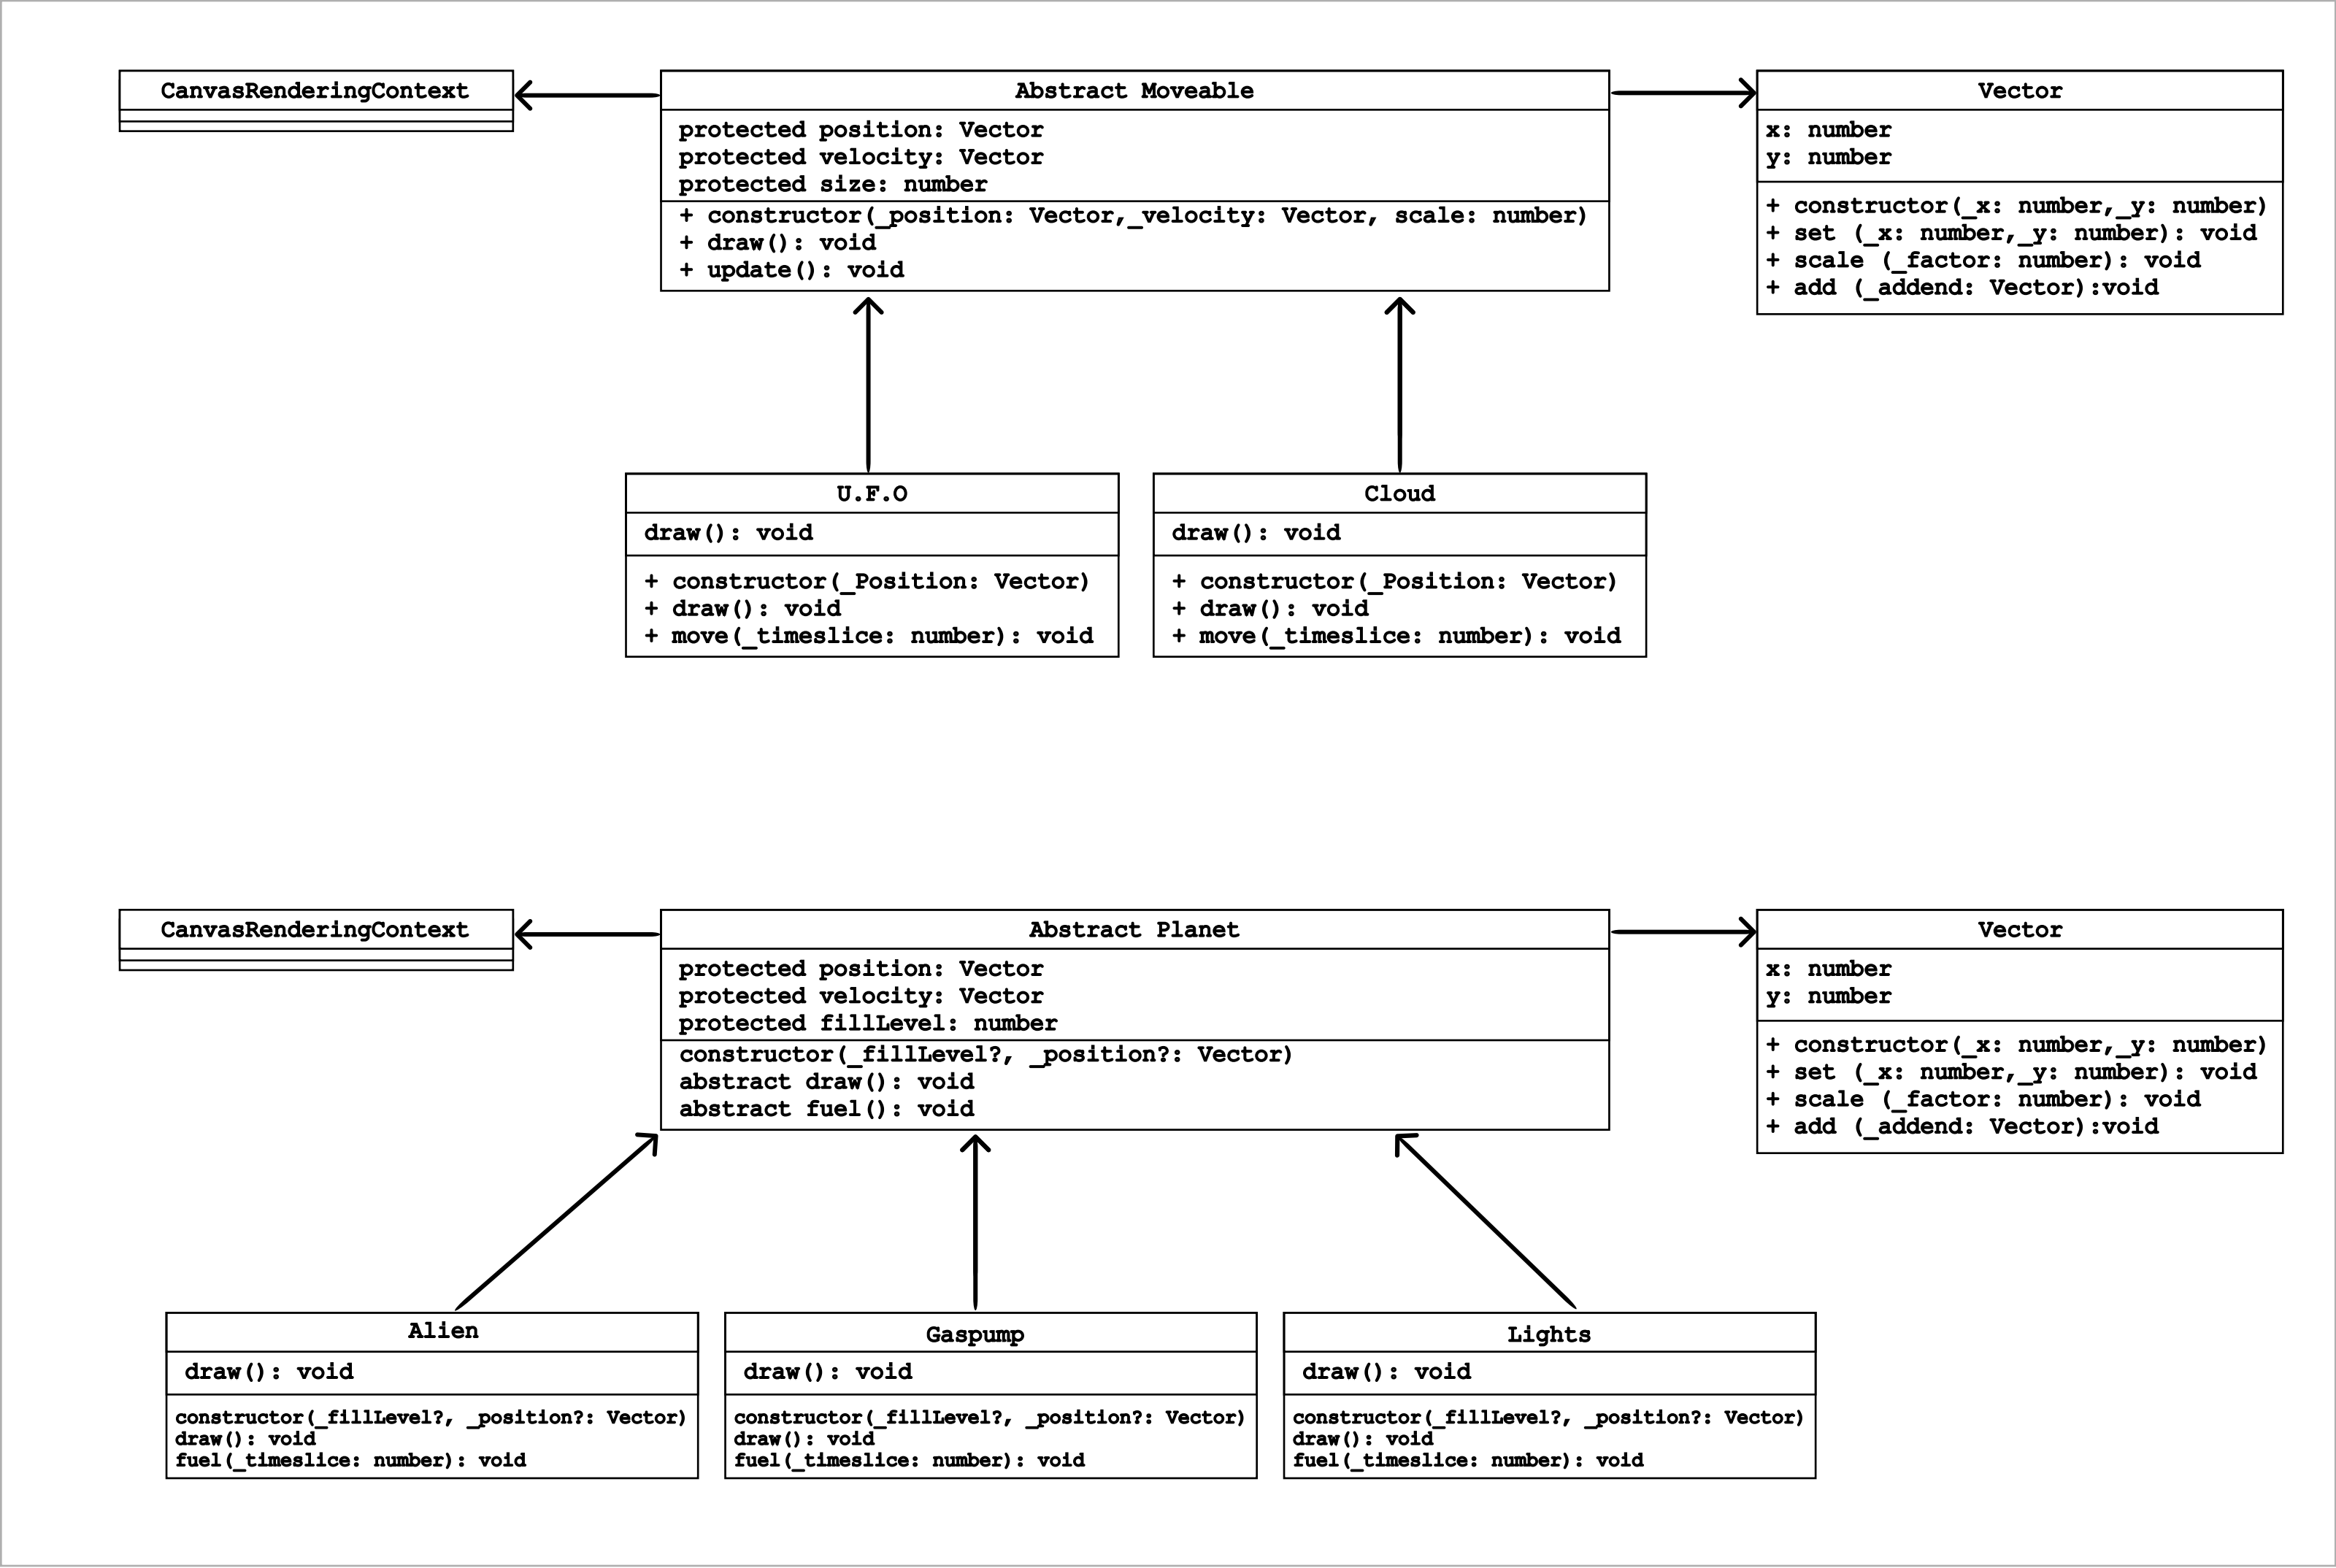 CanvasRenderingContext
Abstract Moveable
protected position: Vector
protected velocity: Vector
protected size: number
+ constructor(_position: Vector,_velocity: Vector, scale: number)
+ draw(): void
+ update(): void
Vector
x: number
y: number
+ constructor(_x: number,_y: number)
+ set (_x: number,_y: number): void
+ scale (_factor: number): void
+ add (_addend: Vector):void
U.F.O
draw(): void
+ constructor(_Position: Vector)
+ draw(): void
+ move(_timeslice: number): void
Cloud
draw(): void
+ constructor(_Position: Vector)
+ draw(): void
+ move(_timeslice: number): void
CanvasRenderingContext
Abstract Planet
protected position: Vector
protected velocity: Vector
protected fillLevel: number
constructor(_fillLevel?, _position?: Vector)
abstract draw(): void
abstract fuel(): void
Vector
x: number
y: number
+ constructor(_x: number,_y: number)
+ set (_x: number,_y: number): void
+ scale (_factor: number): void
+ add (_addend: Vector):void
Alien
draw(): void
constructor(_fillLevel?, _position?: Vector)
draw(): void
fuel(_timeslice: number): void
Gaspump
draw(): void
constructor(_fillLevel?, _position?: Vector)
draw(): void
fuel(_timeslice: number): void
Lights
draw(): void
constructor(_fillLevel?, _position?: Vector)
draw(): void
fuel(_timeslice: number): void